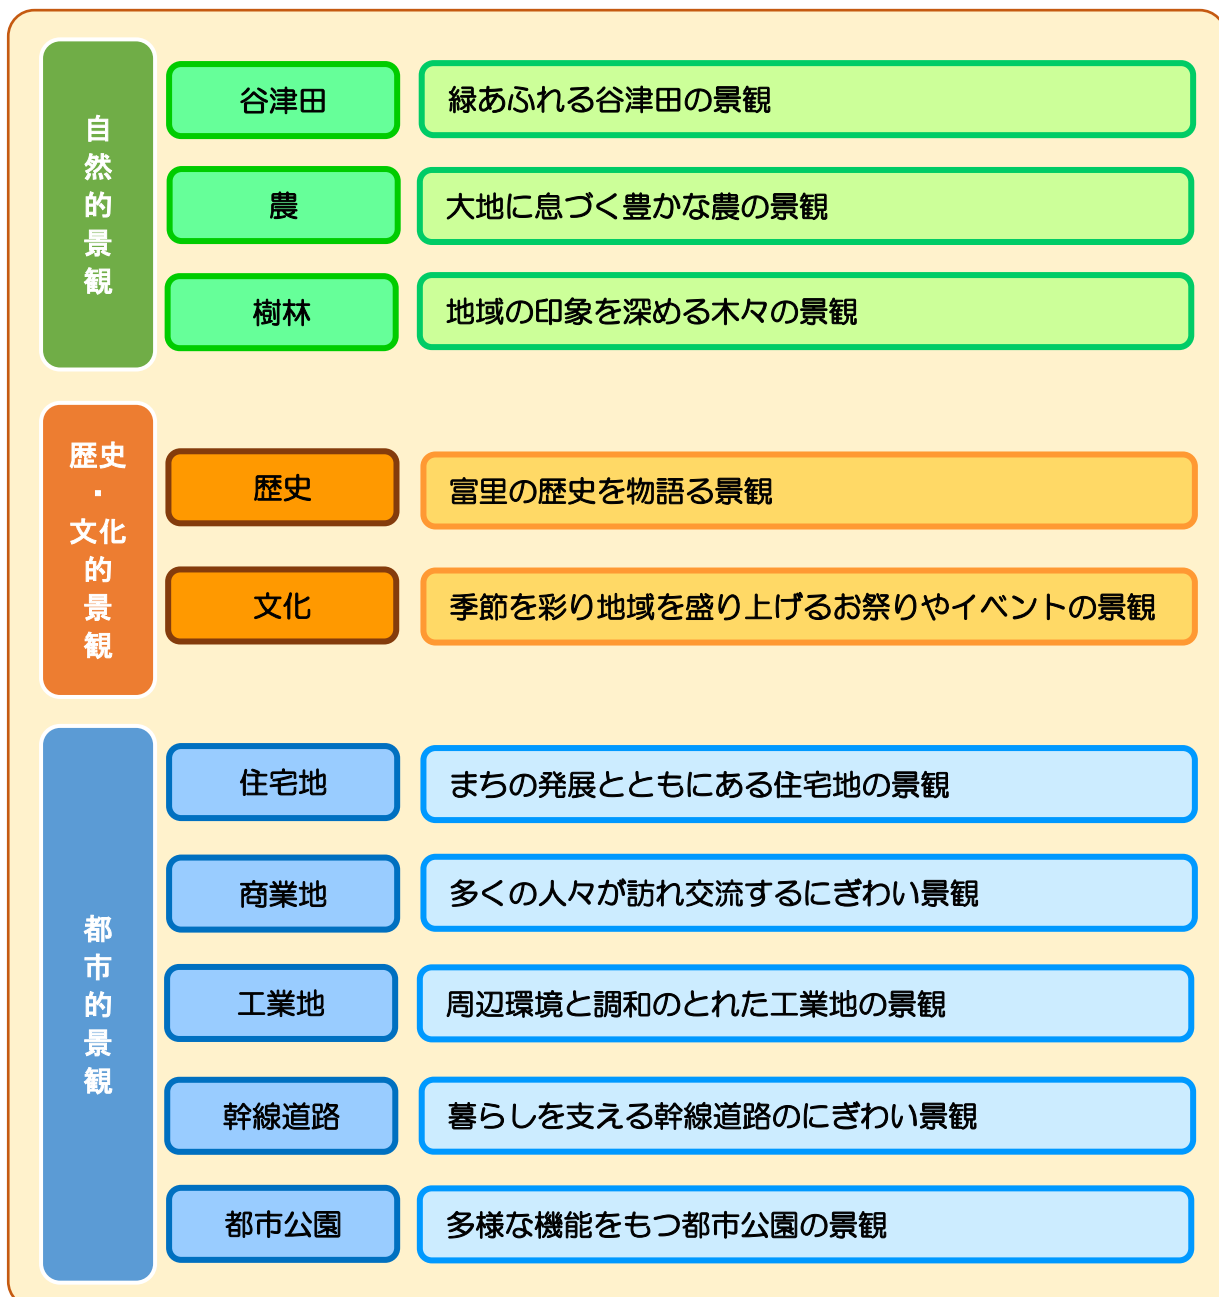 自然的景観
谷津田
緑あふれる谷津田の景観
農
大地に息づく豊かな農の景観
樹林
地域の印象を深める木々の景観
歴史・文化的景観
歴史
富里の歴史を物語る景観
文化
季節を彩り地域を盛り上げるお祭りやイベントの景観
都市的景観
住宅地
まちの発展とともにある住宅地の景観
商業地
多くの人々が訪れ交流するにぎわい景観
工業地
周辺環境と調和のとれた工業地の景観
幹線道路
暮らしを支える幹線道路のにぎわい景観
都市公園
多様な機能をもつ都市公園の景観